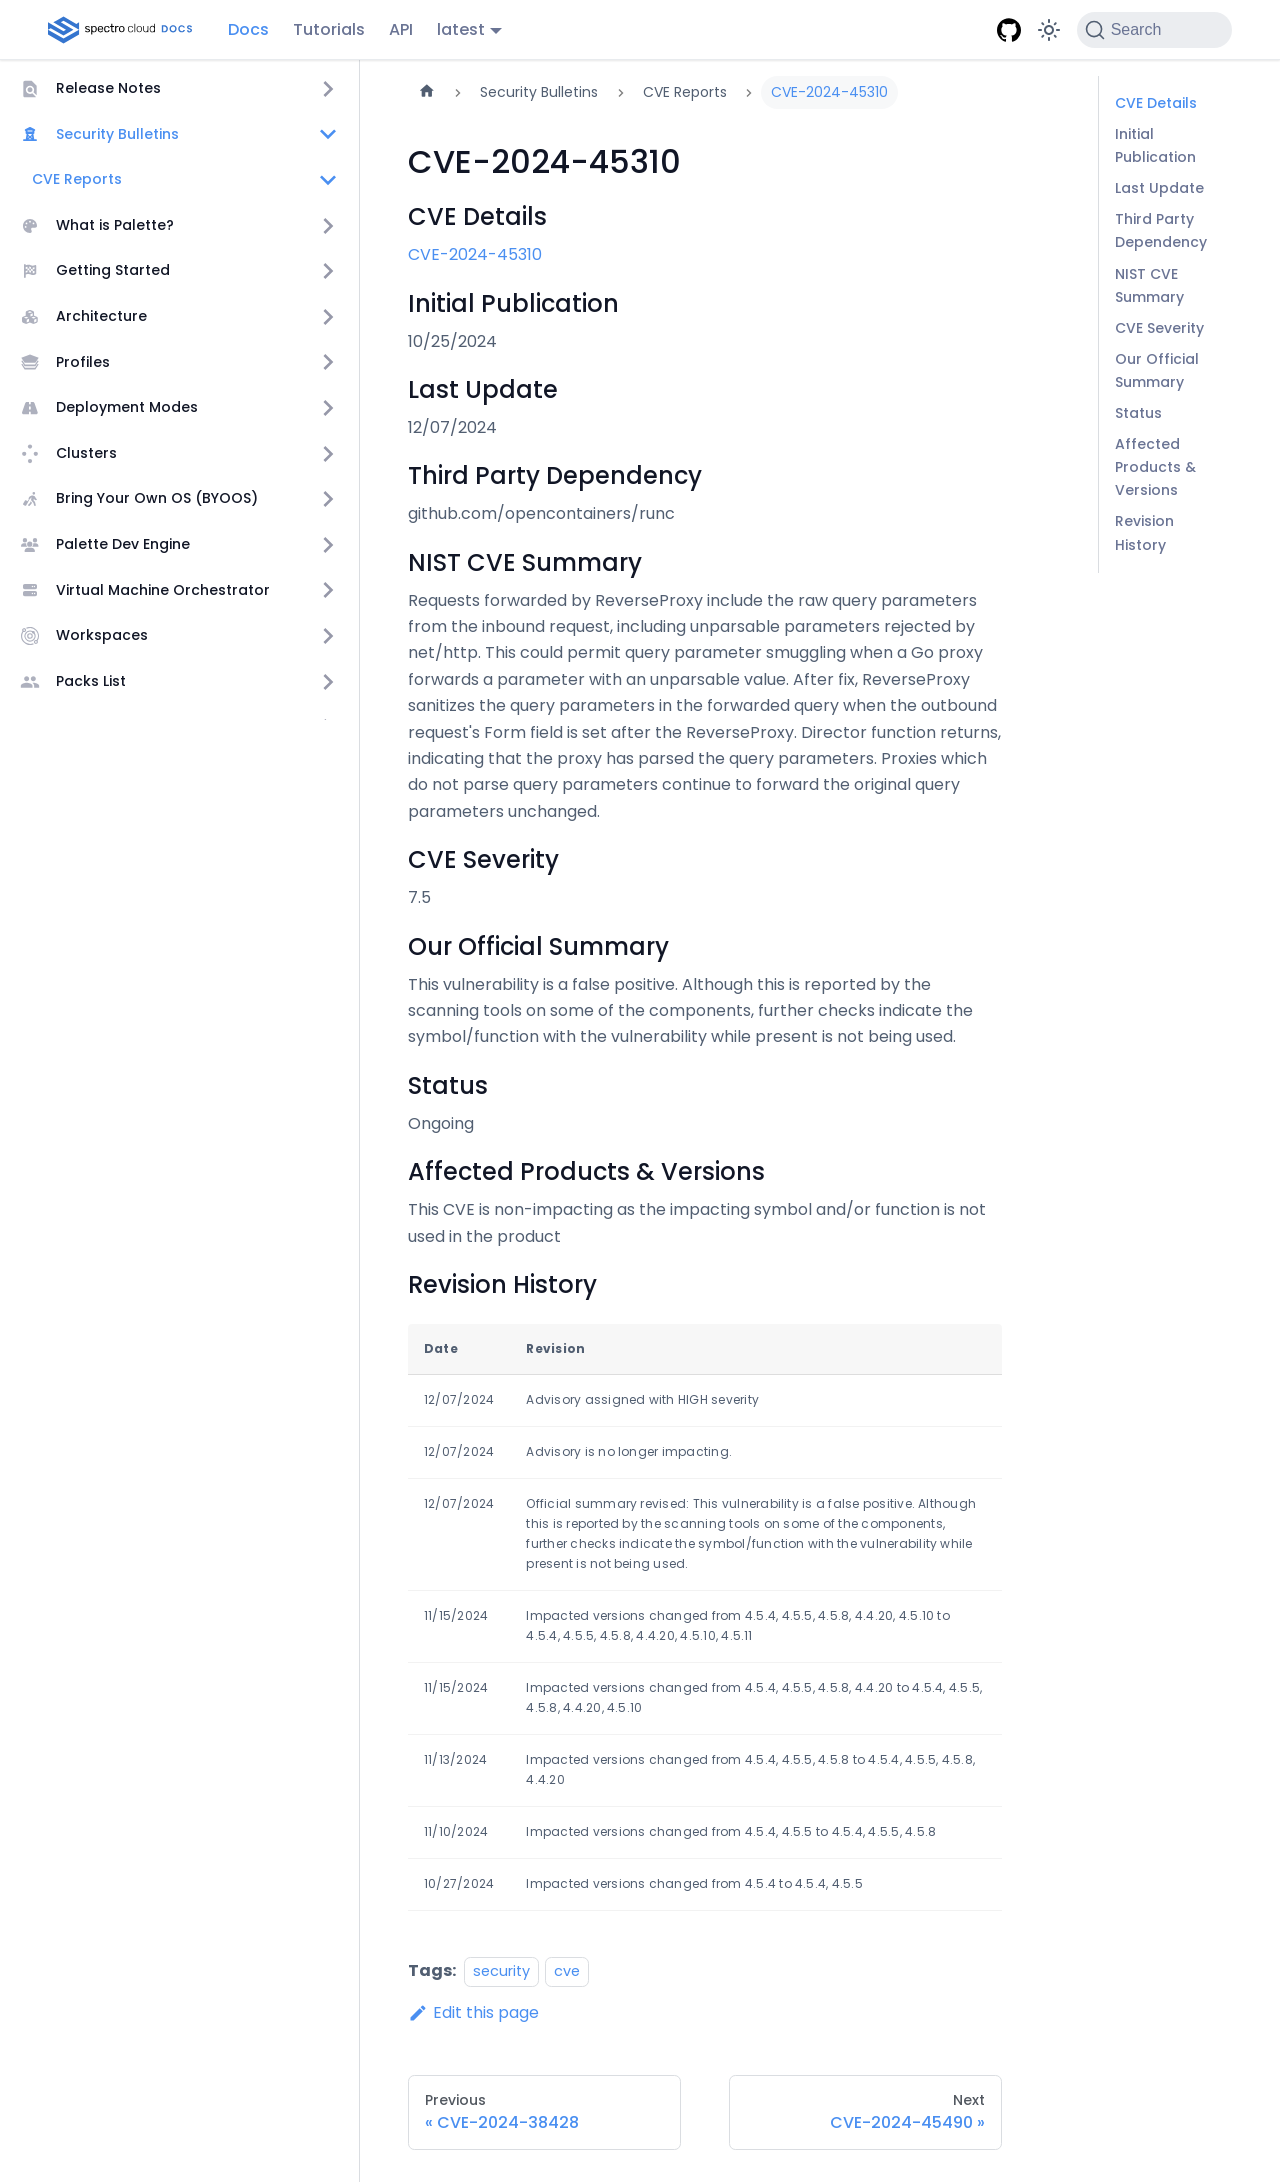 spectro cloud DOCS
Docs
Tutorials
API
latest
Search
Release Notes
Security Bulletins
CVE Reports
What is Palette?
Getting Started
Architecture
Profiles
Deployment Modes
Clusters
Bring Your Own OS (BYOOS)
Palette Dev Engine
Virtual Machine Orchestrator
Workspaces
Packs List
Security Bulletins
CVE Reports
CVE-2024-45310
CVE-2024-45310
CVE Details
CVE-2024-45310
Initial Publication
10/25/2024
Last Update
12/07/2024
Third Party Dependency
github.com/opencontainers/runc
NIST CVE Summary
Requests forwarded by ReverseProxy include the raw query parameters
from the inbound request, including unparsable parameters rejected by
net/http. This could permit query parameter smuggling when a Go proxy
forwards a parameter with an unparsable value. After fix, ReverseProxy
sanitizes the query parameters in the forwarded query when the outbound
request's Form field is set after the ReverseProxy. Director function returns,
indicating that the proxy has parsed the query parameters. Proxies which
do not parse query parameters continue to forward the original query
parameters unchanged.
CVE Severity
7.5
Our Official Summary
This vulnerability is a false positive. Although this is reported by the
scanning tools on some of the components, further checks indicate the
symbol/function with the vulnerability while present is not being used.
Status
Ongoing
Affected Products & Versions
This CVE is non-impacting as the impacting symbol and/or function is not
used in the product
Revision History
Date Revision
12/07/2024 Advisory assigned with HIGH severity
12/07/2024 Advisory is no longer impacting.
12/07/2024 Official summary revised: This vulnerability is a false positive. Although
this is reported by the scanning tools on some of the components,
further checks indicate the symbol/function with the vulnerability while
present is not being used.
11/15/2024 Impacted versions changed from 4.5.4, 4.5.5, 4.5.8, 4.4.20, 4.5.10 to
4.5.4, 4.5.5, 4.5.8, 4.4.20, 4.5.10, 4.5.11
11/15/2024 Impacted versions changed from 4.5.4, 4.5.5, 4.5.8, 4.4.20 to 4.5.4, 4.5.5,
4.5.8, 4.4.20, 4.5.10
11/13/2024 Impacted versions changed from 4.5.4, 4.5.5, 4.5.8 to 4.5.4, 4.5.5, 4.5.8,
4.4.20
11/10/2024 Impacted versions changed from 4.5.4, 4.5.5 to 4.5.4, 4.5.5, 4.5.8
10/27/2024 Impacted versions changed from 4.5.4 to 4.5.4, 4.5.5
Tags: security cve
Edit this page
Previous
« CVE-2024-38428
Next
CVE-2024-45490 »
CVE Details
Initial
Publication
Last Update
Third Party
Dependency
NIST CVE
Summary
CVE Severity
Our Official
Summary
Status
Affected
Products &
Versions
Revision
History